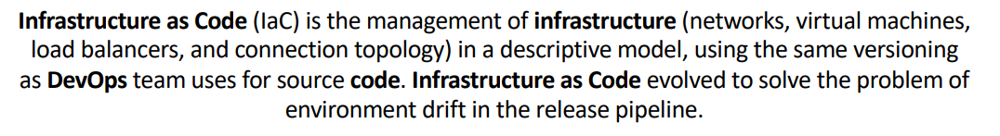 Infrastructure as Code (IaC) is the management of infrastructure (networks, virtual machines,
load balancers, and connection topology) in a descriptive model, using the same versioning
as DevOps team uses for source code. Infrastructure as Code evolved to solve the problem of
environment drift in the release pipeline.